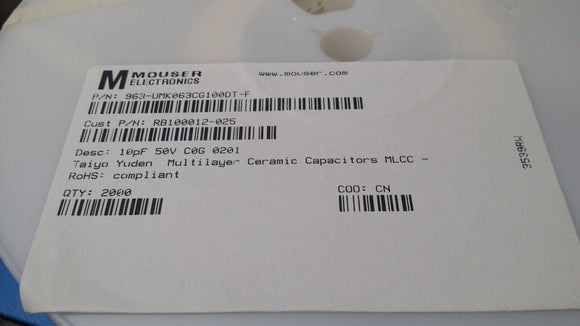 M MOUSER
ELECTRONICS
www.mouser.com
P/N: 963-UMK063CG100DT-F
Cust P/N: RB100012-025
Desc: 10pF 50V C0G 0201
Taiyo Yuden Multilayer Ceramic Capacitors MLCC -
RoHS: compliant
QTY: 2000
COO: CN
3539RW